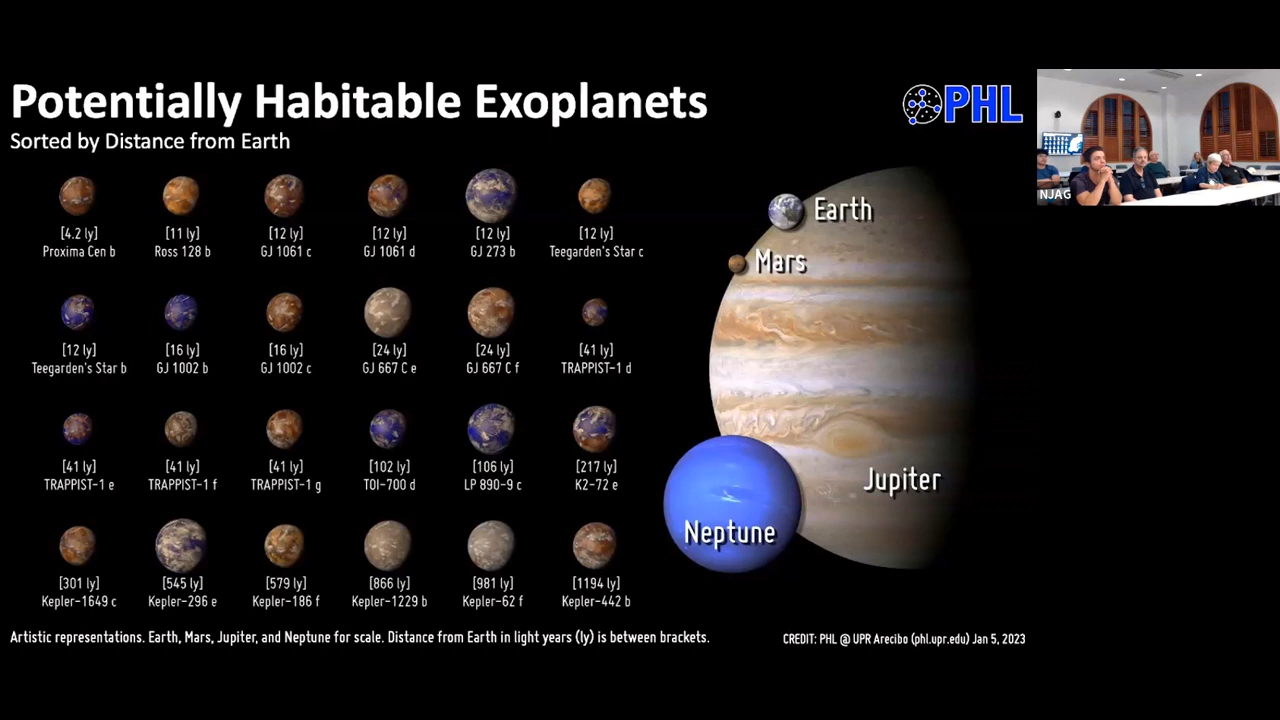 Potentially Habitable Exoplanets
Sorted by Distance from Earth
PHL
NJAG
[4.2 ly]
Proxima Cen b
[11 ly]
Ross 128 b
[12 ly]
GJ 1061 c
[12 ly]
GJ 1061 d
[12 ly]
GJ 273 b
[12 ly]
Teegarden's Star c
[12 ly]
Teegarden's Star b
[16 ly]
GJ 1002 b
[16 ly]
GJ 1002 c
[24 ly]
GJ 667 C e
[24 ly]
GJ 667 C f
[41 ly]
TRAPPIST-1 d
[41 ly]
TRAPPIST-1 e
[41 ly]
TRAPPIST-1 f
[41 ly]
TRAPPIST-1 g
[102 ly]
TOI-700 d
[106 ly]
LP 890-9 c
[217 ly]
K2-72 e
[301 ly]
Kepler-1649 c
[545 ly]
Kepler-296 e
[579 ly]
Kepler-186 f
[866 ly]
Kepler-1229 b
[981 ly]
Kepler-62 f
[1194 ly]
Kepler-442 b
Earth
Mars
Jupiter
Neptune
Artistic representations. Earth, Mars, Jupiter, and Neptune for scale. Distance from Earth in light years (ly) is between brackets.
CREDIT: PHL @ UPR Arecibo (phl.upr.edu) Jan 5, 2023